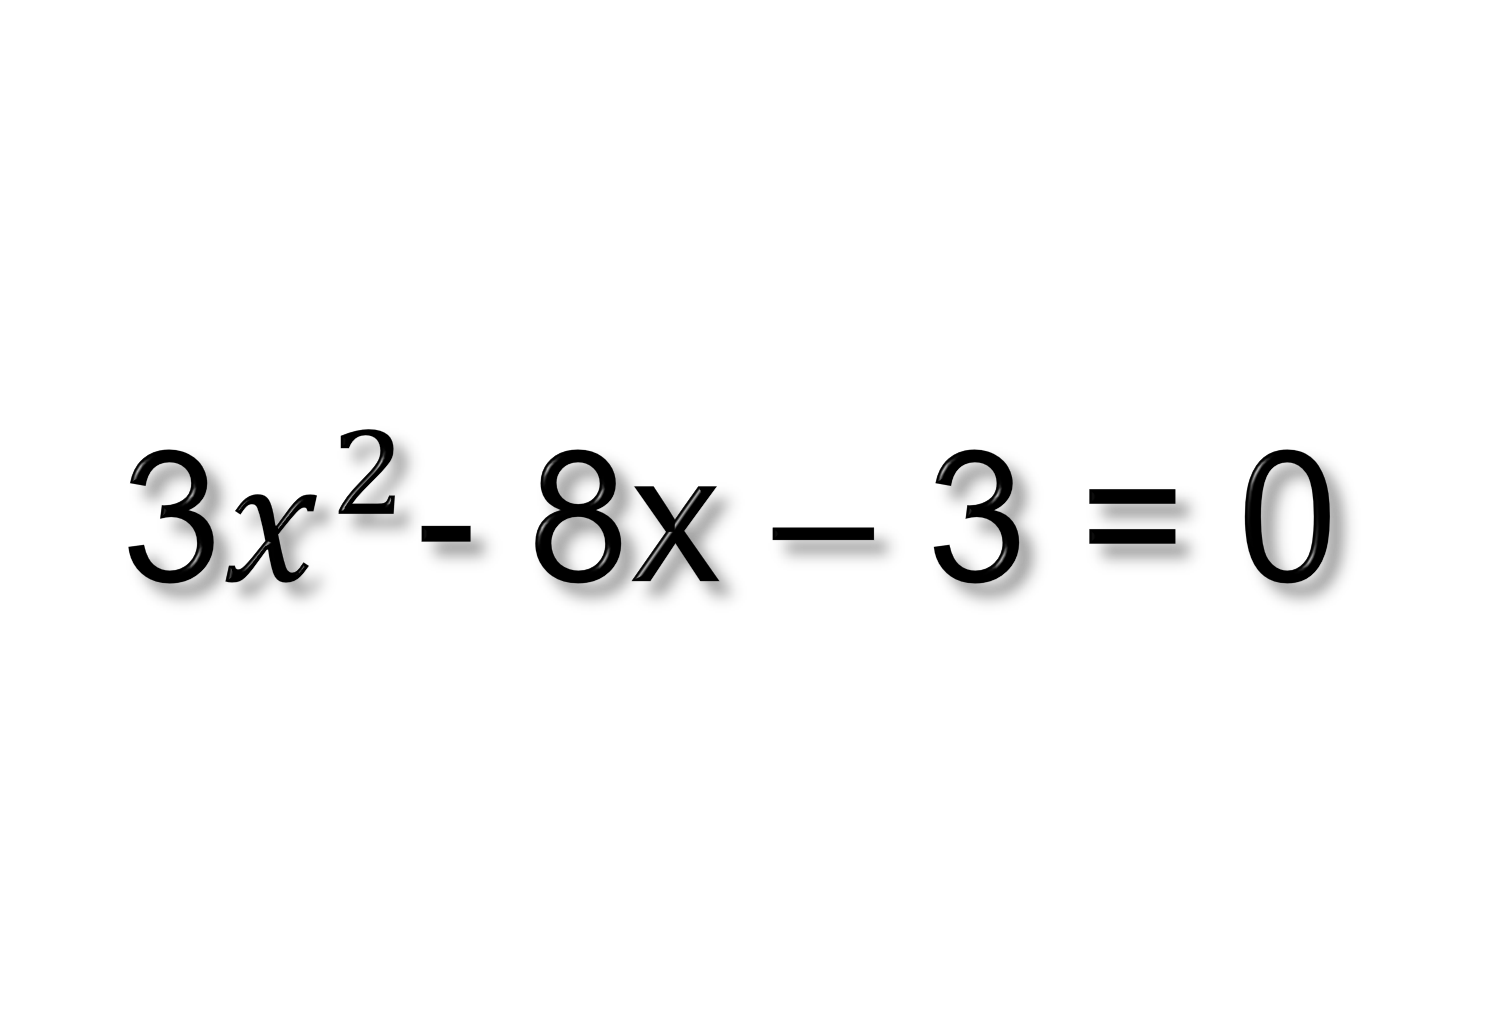 3x²- 8x – 3 = 0